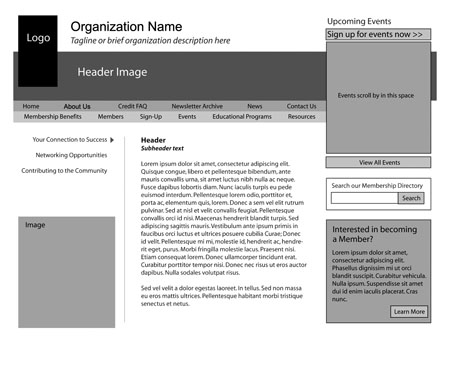 Logo
Organization Name
Tagline or brief organization description here
Header Image
Home About Us Credit FAQ Newsletter Archive News Contact Us
Membership Benefits Members Sign-Up Events Educational Programs Resources
Your Connection to Success
Networking Opportunities
Contributing to the Community
Image
Header
Subheader text
Lorem ipsum dolor sit amet, consectetur adipiscing elit.
Quisque congue, libero et pellentesque bibendum, ante
mauris convallis urna, sit amet luctus nibh nulla ac neque.
Fusce dapibus lobortis diam. Nunc iaculis turpis eu pede
euismod interdum. Pellentesque lorem odio, porttitor et,
porta ac, elementum quis, lorem. Donec a sem vel elit rutrum
pulvinar. Sed at nisl et velit convallis feugiat. Pellentesque
convallis orci id nisi. Maecenas hendrerit blandit turpis. Sed
adipiscing sagittis mauris. Vestibulum ante ipsum primis in
faucibus orci luctus et ultrices posuere cubilia Curae; Donec
id velit. Pellentesque mi mi, molestie id, hendrerit ac, hendre-
rit eget, purus. Morbi fringilla molestie lacus. Praesent nisi.
Etiam consequat lorem. Donec ullamcorper tincidunt erat.
Curabitur porttitor tempor nisi. Donec nec risus ut eros auctor
dapibus. Nulla sodales volutpat risus.
Sed vel velit a dolor egestas laoreet. In tellus. Sed non massa
eu eros mattis ultrices. Pellentesque habitant morbi tristique
senectus et netus.
Upcoming Events
Sign up for events now >>
Events scroll by in this space
View All Events
Search our Membership Directory
Search
Interested in becoming
a Member?
Lorem ipsum dolor sit amet,
consectetur adipiscing elit.
Phasellus dignissim mi ut orci
blandit suscipit. Curabitur vehicula.
Nulla ipsum. Suspendisse sit amet
dui id enim iaculis placerat. Cras
nunc.
Learn More